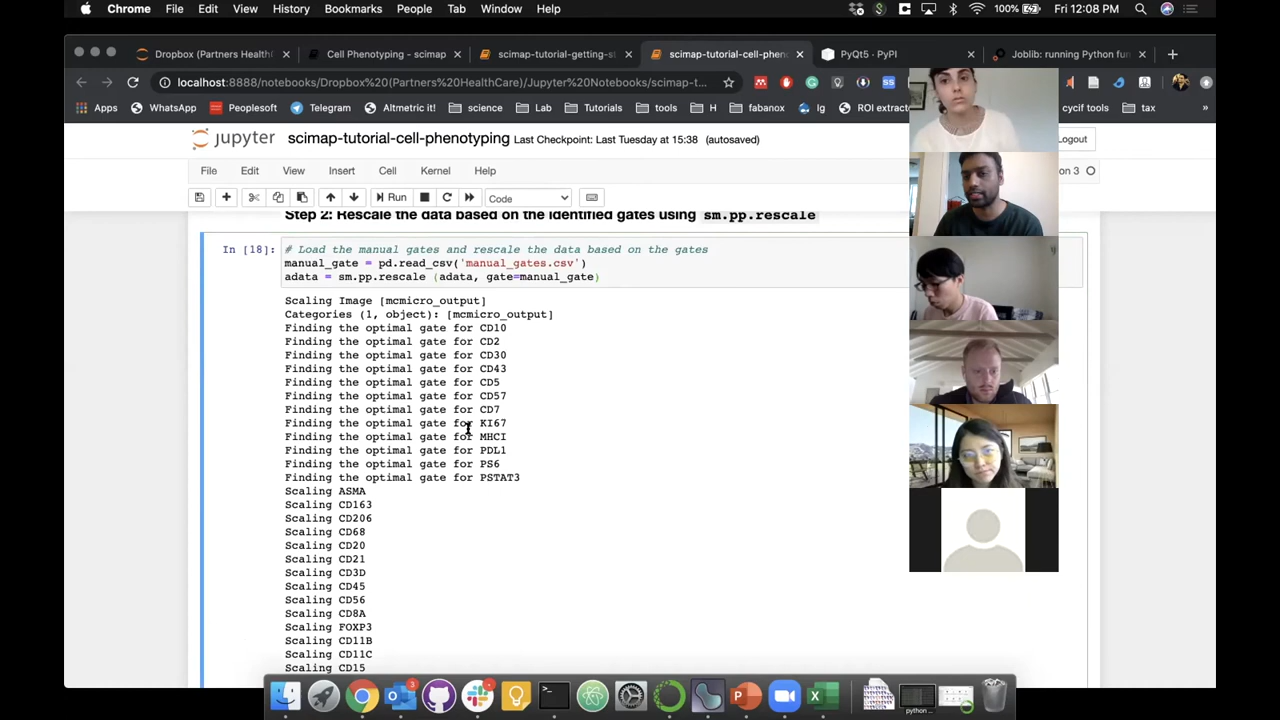 Chrome File Edit View History Bookmarks People Tab Window Help 100% Fri 12:08 PM
Dropbox (Partners Health × Cell Phenotyping - scimap × scimap-tutorial-getting-s × scimap-tutorial-cell-phen × PyQt5 · PyPI × Joblib: running Python fun × +
localhost:8888/notebooks/Dropbox%20(Partners%20HealthCare)/Jupyter%20Notebooks/scimap-t...
Apps WhatsApp Peoplesoft Telegram Altmetric it! science Lab Tutorials tools H fabanox Ig ROI extract cycif tools tax »
jupyter scimap-tutorial-cell-phenotyping Last Checkpoint: Last Tuesday at 15:38 (autosaved) Logout
File Edit View Insert Cell Kernel Help on 3
Run Code
Step 2: Rescale the data based on the identified gates using sm.pp.rescale
In [18]: # Load the manual gates and rescale the data based on the gates
manual_gate = pd.read_csv('manual_gates.csv')
adata = sm.pp.rescale (adata, gate=manual_gate)
Scaling Image [mcmicro_output]
Categories (1, object): [mcmicro_output]
Finding the optimal gate for CD10
Finding the optimal gate for CD2
Finding the optimal gate for CD30
Finding the optimal gate for CD43
Finding the optimal gate for CD5
Finding the optimal gate for CD57
Finding the optimal gate for CD7
Finding the optimal gate for KI67
Finding the optimal gate for MHCI
Finding the optimal gate for PDL1
Finding the optimal gate for PS6
Finding the optimal gate for PSTAT3
Scaling ASMA
Scaling CD163
Scaling CD206
Scaling CD68
Scaling CD20
Scaling CD21
Scaling CD3D
Scaling CD45
Scaling CD56
Scaling CD8A
Scaling FOXP3
Scaling CD11B
Scaling CD11C
Scaling CD15
3
python ...